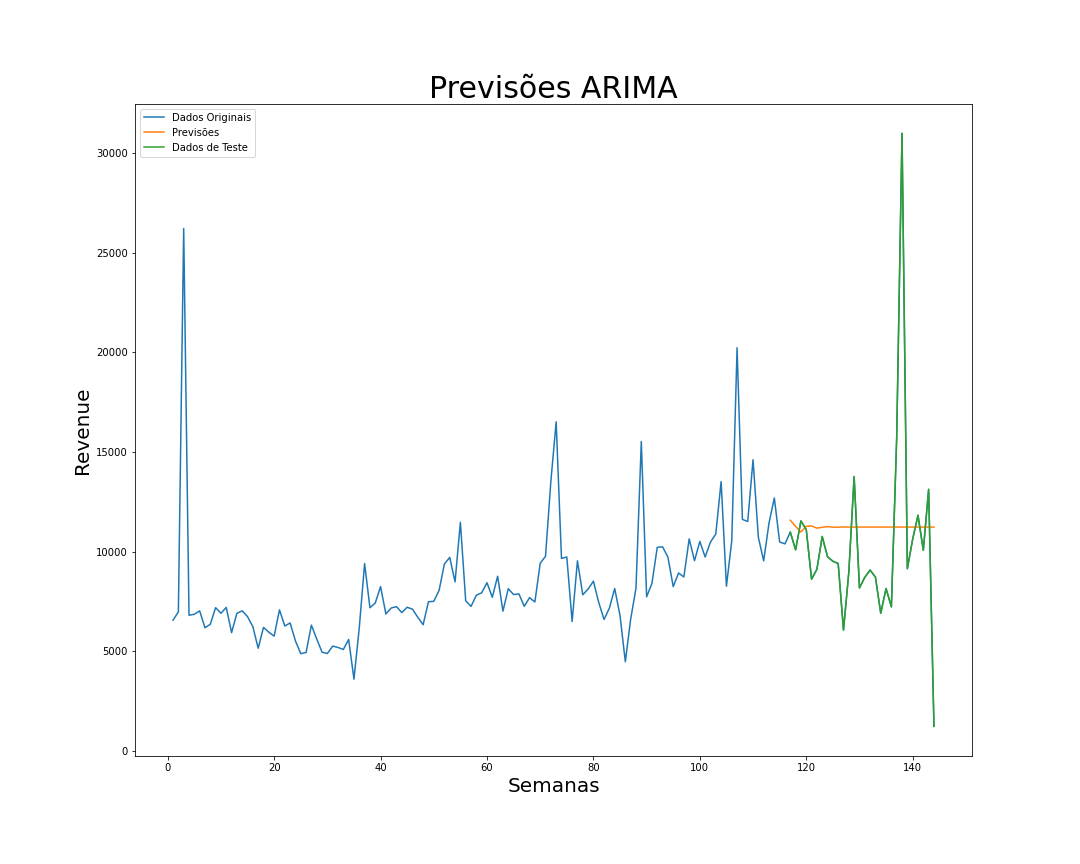 Previsões ARIMA
Dados Originais
Previsões
Dados de Teste
30000
25000
20000
15000
10000
5000
0
Revenue
0 20 40 60 80 100 120 140
Semanas